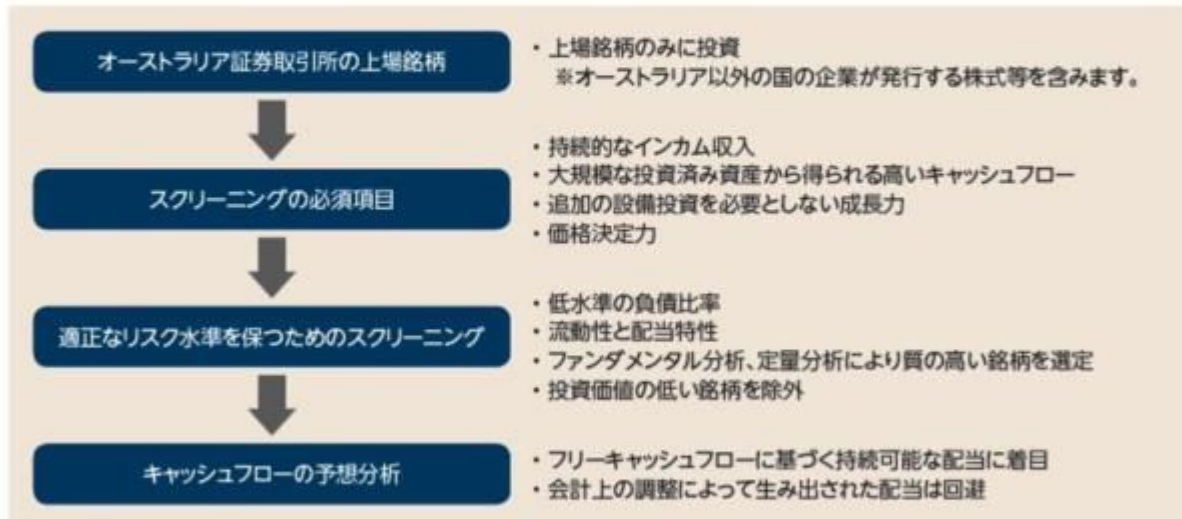 オーストラリア証券取引所の上場銘柄
・上場銘柄のみに投資
※オーストラリア以外の国の企業が発行する株式等を含みます。
スクリーニングの必須項目
・持続的なインカム収入
・大規模な投資済み資産から得られる高いキャッシュフロー
・追加の設備投資を必要としない成長力
・価格決定力
適正なリスク水準を保つためのスクリーニング
・低水準の負債比率
・流動性と配当特性
・ファンダメンタル分析、定量分析により質の高い銘柄を選定
・投資価値の低い銘柄を除外
キャッシュフローの予想分析
・フリーキャッシュフローに基づく持続可能な配当に着目
・会計上の調整によって生み出された配当は回避